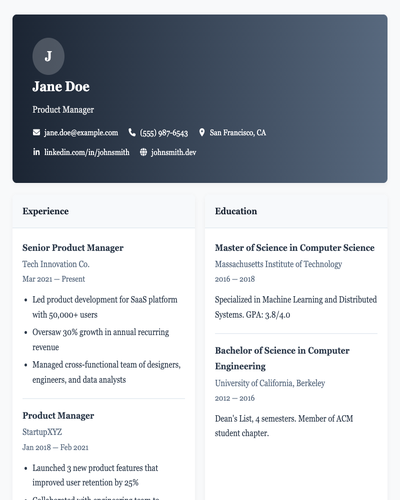 J
Jane Doe
Product Manager
jane.doe@example.com (555) 987-6543 San Francisco, CA
in linkedin.com/in/johnsmith johnsmith.dev
Experience
Senior Product Manager
Tech Innovation Co.
Mar 2021 — Present
• Led product development for SaaS platform
with 50,000+ users
• Oversaw 30% growth in annual recurring
revenue
• Managed cross-functional team of designers,
engineers, and data analysts
Product Manager
StartupXYZ
Jan 2018 — Feb 2021
• Launched 3 new product features that
improved user retention by 25%
• Collaborated with engineering team to
Education
Master of Science in Computer Science
Massachusetts Institute of Technology
2016 — 2018
Specialized in Machine Learning and Distributed
Systems. GPA: 3.8/4.0
Bachelor of Science in Computer
Engineering
University of California, Berkeley
2012 — 2016
Dean's List, 4 semesters. Member of ACM
student chapter.